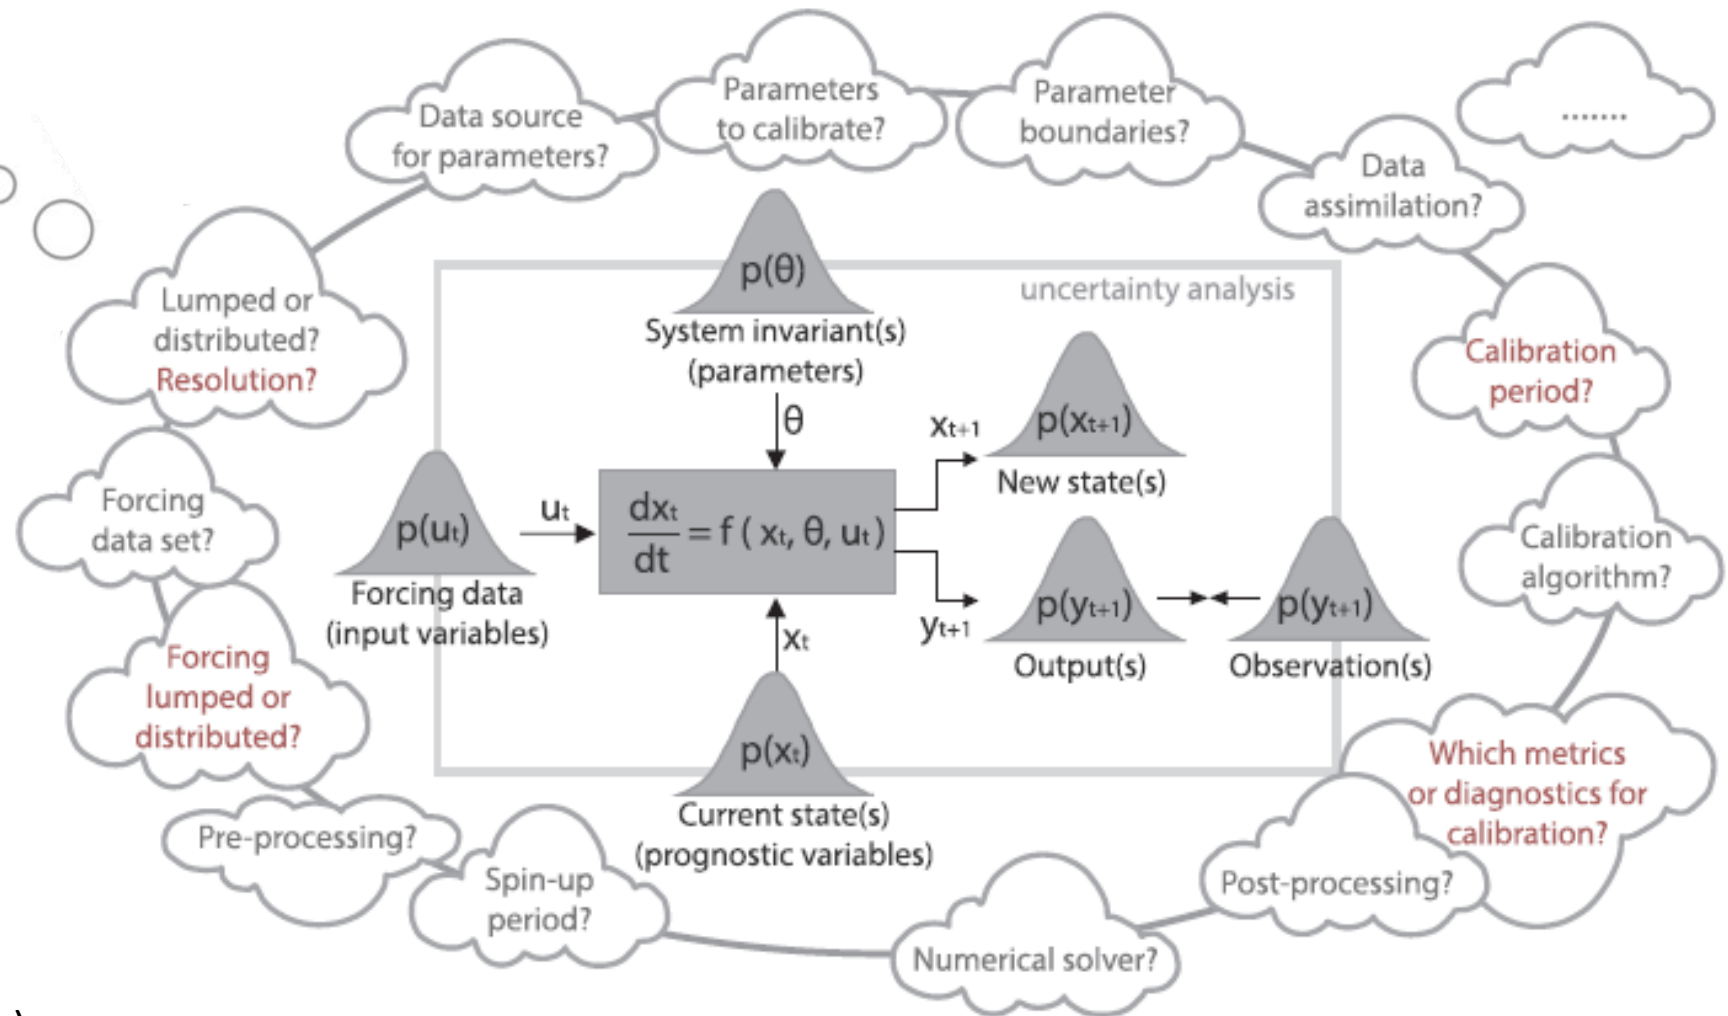 Data source
for parameters?
Parameters
to calibrate?
Parameter
boundaries?
.......
Data
assimilation?
Lumped or
distributed?
Resolution?
Calibration
period?
Forcing
data set?
Calibration
algorithm?
Forcing
lumped or
distributed?
Which metrics
or diagnostics for
calibration?
Pre-processing?
Spin-up
period?
Numerical solver?
Post-processing?
uncertainty analysis
p(θ)
System invariant(s)
(parameters)
θ
p(uₜ)
Forcing data
(input variables)
uₜ
dxₜ
dt
= f ( xₜ, θ, uₜ)
xₜ
p(xₜ)
Current state(s)
(prognostic variables)
xₜ₊₁
p(xₜ₊₁)
New state(s)
yₜ₊₁
p(yₜ₊₁)
Output(s)
p(yₜ₊₁)
Observation(s)